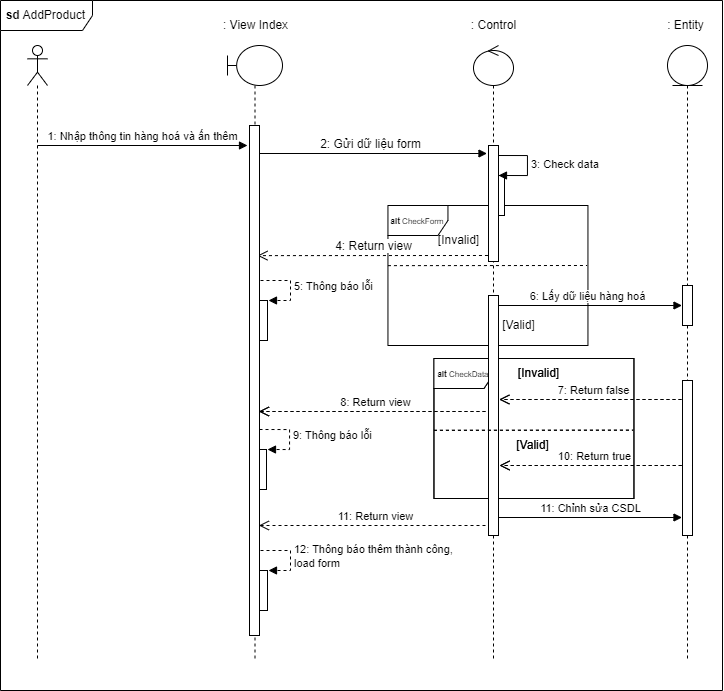 sd AddProduct
: View Index
: Control
: Entity
1: Nhập thông tin hàng hoá và ấn thêm
2: Gửi dữ liệu form
3: Check data
alt CheckForm
[Invalid]
4: Return view
5: Thông báo lỗi
6: Lấy dữ liệu hàng hoá
[Valid]
alt CheckData
[Invalid]
7: Return false
8: Return view
9: Thông báo lỗi
[Valid]
10: Return true
11: Return view
11: Chỉnh sửa CSDL
12: Thông báo thêm thành công,
load form